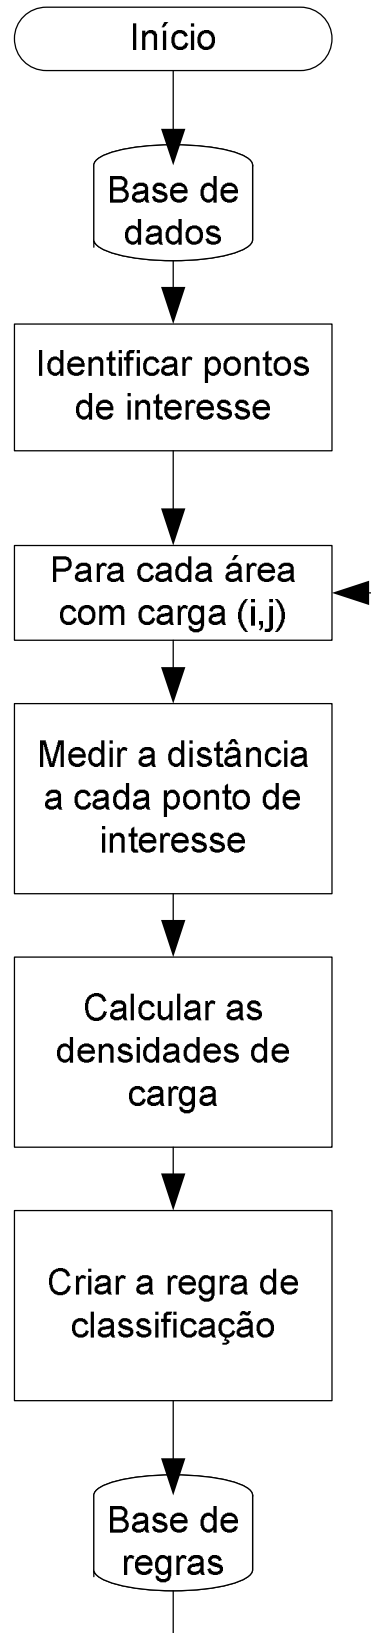 Início
Base de
dados
Identificar pontos
de interesse
Para cada área
com carga (i,j)
Medir a distância
a cada ponto de
interesse
Calcular as
densidades de
carga
Criar a regra de
classificação
Base de
regras